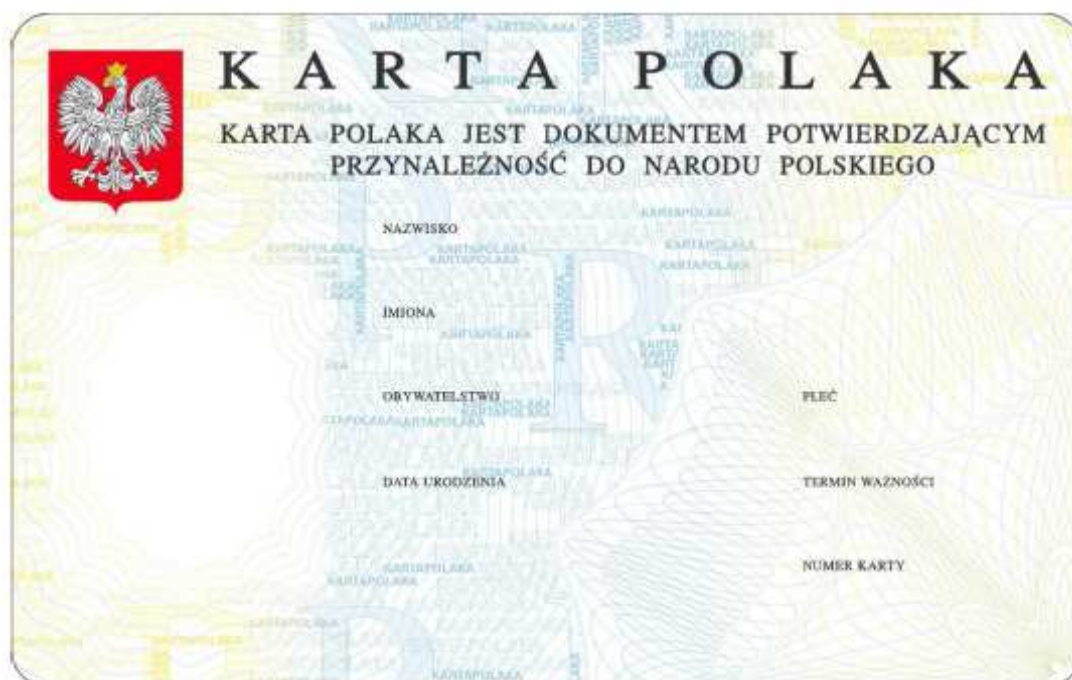 KARTA POLAKA
KARTA POLAKA JEST DOKUMENTEM POTWIERDZAJĄCYM
PRZYNALEŻNOŚĆ DO NARODU POLSKIEGO
NAZWISKO
IMIONA
OBYWATELSTWO
PŁEĆ
DATA URODZENIA
TERMIN WAŻNOŚCI
NUMER KARTY